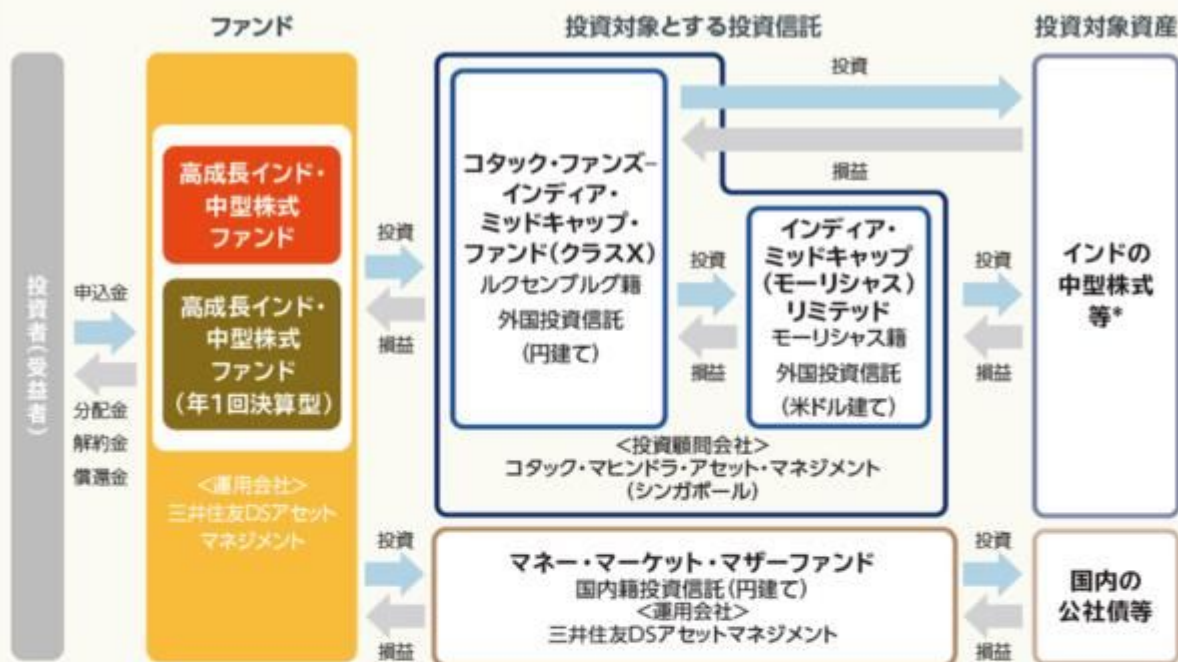 ファンド
投資対象とする投資信託
投資対象資産
投資者(受益者)
申込金
分配金
解約金
償還金
高成長インド・
中型株式
ファンド
高成長インド・
中型株式
ファンド
(年1回決算型)
<運用会社>
三井住友DSアセット
マネジメント
投資
損益
コタック・ファンズ−
インディア・
ミッドキャップ・
ファンド(クラスX)
ルクセンブルグ籍
外国投資信託
(円建て)
投資
損益
投資
損益
インディア・
ミッドキャップ
(モーリシャス)
リミテッド
モーリシャス籍
外国投資信託
(米ドル建て)
<投資顧問会社>
コタック・マヒンドラ・アセット・マネジメント
(シンガポール)
投資
損益
インドの
中型株式
等*
投資
損益
マネー・マーケット・マザーファンド
国内籍投資信託(円建て)
<運用会社>
三井住友DSアセットマネジメント
投資
損益
国内の
公社債等